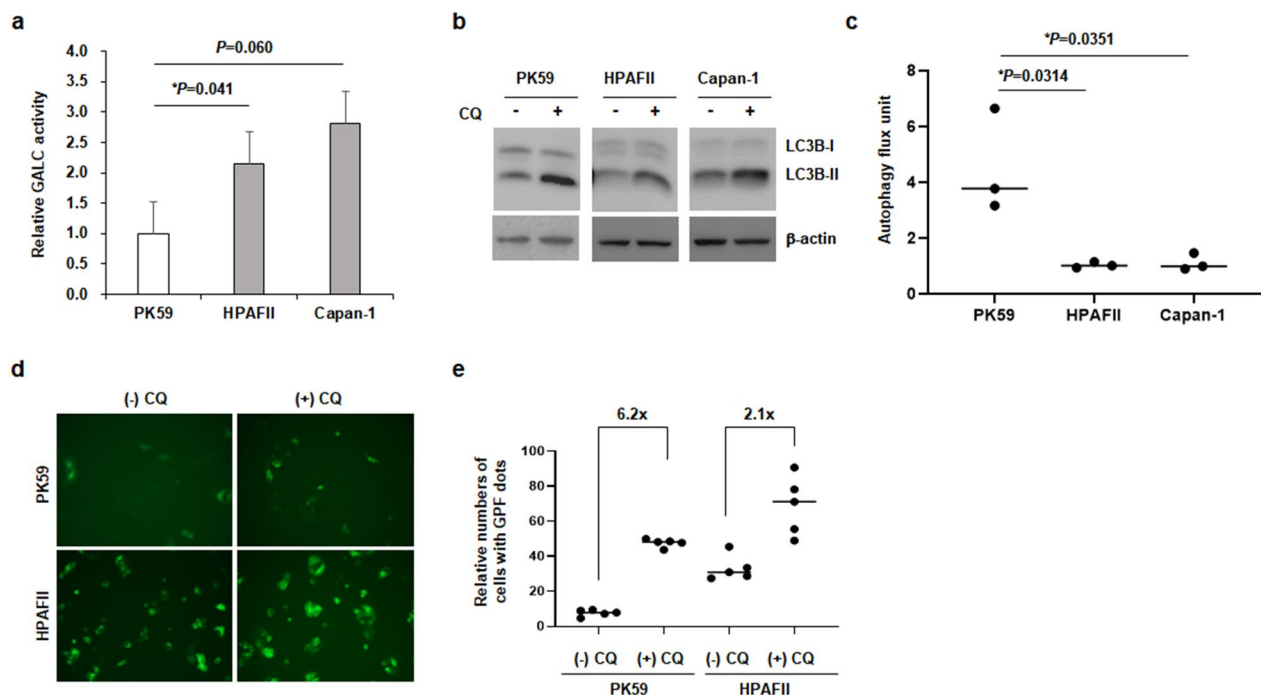 a
P=0.060
*P=0.041
Relative GALC activity
4.0
3.5
3.0
2.5
2.0
1.5
1.0
0.5
0.0
PK59 HPAFII Capan-1
b
PK59 HPAFII Capan-1
CQ - + - + - +
LC3B-I
LC3B-II
β-actin
c
*P=0.0351
*P=0.0314
Autophagy flux unit
8
6
4
2
0
PK59 HPAFII Capan-1
d
(-) CQ (+) CQ
PK59
HPAFII
e
6.2x 2.1x
Relative numbers of
cells with GPF dots
100
80
60
40
20
0
(-) CQ (+) CQ (-) CQ (+) CQ
PK59 HPAFII